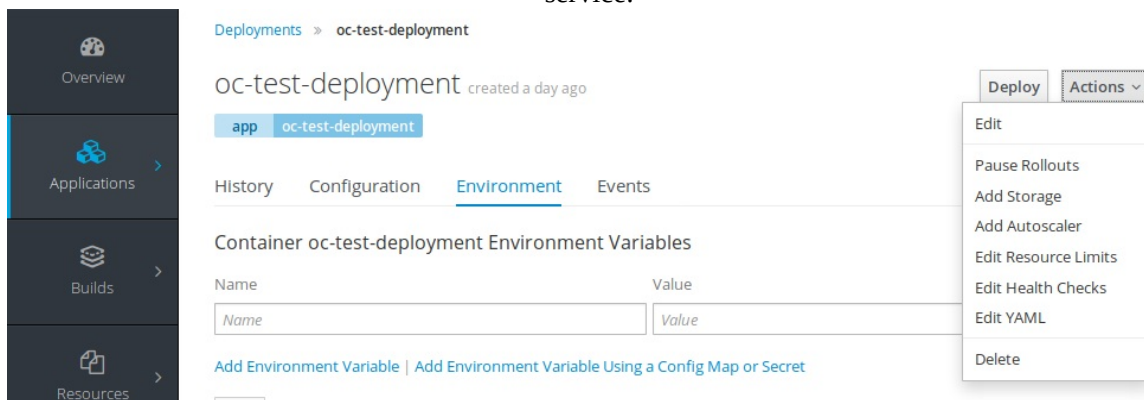 service.
Deployments » oc-test-deployment
Overview
oc-test-deployment created a day ago
Deploy
Actions
app oc-test-deployment
Edit
Pause Rollouts
Add Storage
Add Autoscaler
Edit Resource Limits
Edit Health Checks
Edit YAML
Delete
Applications
History Configuration Environment Events
Container oc-test-deployment Environment Variables
Builds
Name Value
Name Value
Add Environment Variable | Add Environment Variable Using a Config Map or Secret
Resources